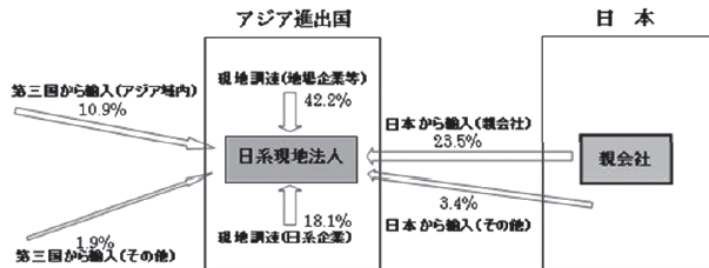 アジア進出国
日 本
現地調達(地場企業等)
42.2%
第三国から輸入(アジア域内)
10.9%
日本から輸入(親会社)
23.5%
日系現地法人
親会社
18.1%
現地調達(日系企業)
3.4%
日本から輸入(その他)
1.9%
第三国から輸入(その他)